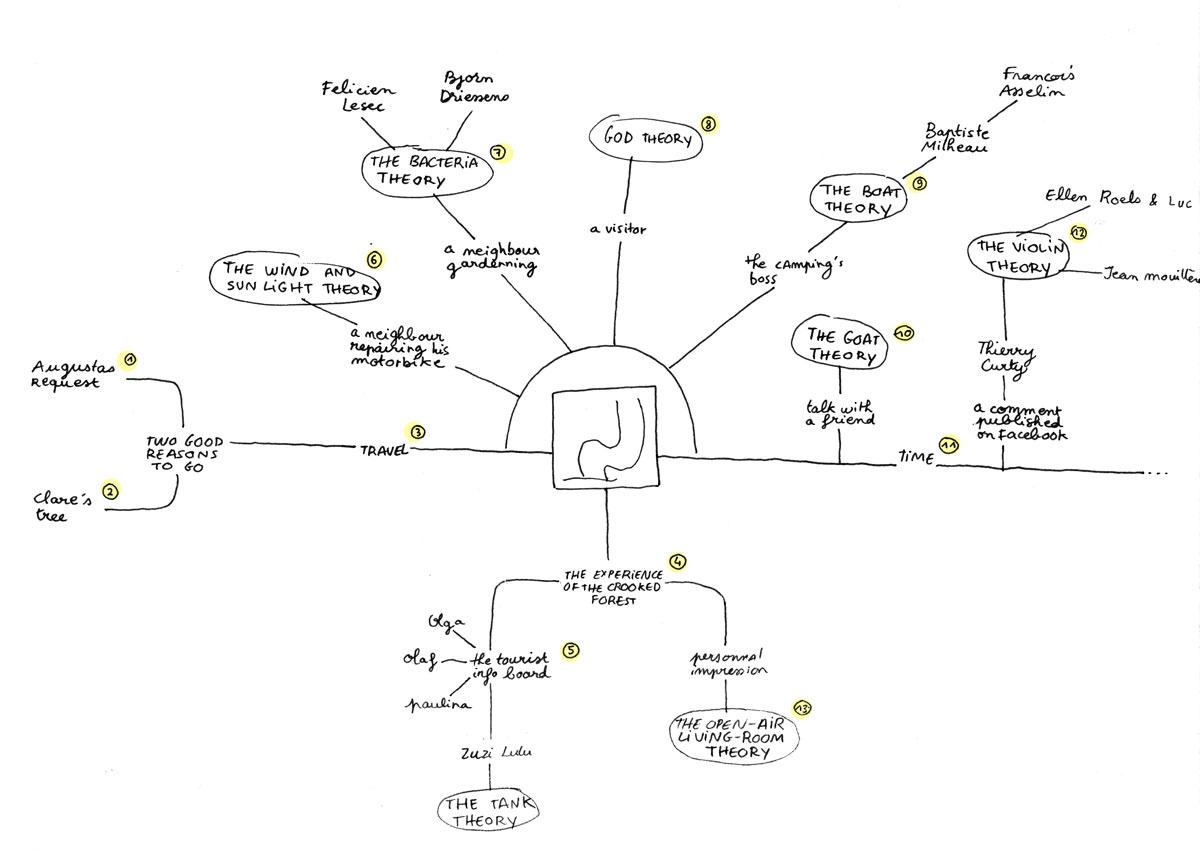 Felicien
Lesec
Bjorn
Driesens
7
THE BACTERIA
THEORY
a neighbour
gardenning
8
GOD THEORY
a visitor
Francois
Asselin
Baptiste
Milheau
9
THE BOAT
THEORY
the camping's
boss
Ellen Roels & Luc
12
THE VIOLIN
THEORY
Jean
Thierry
Curty
a comment
published
on Facebook
6
THE WIND AND
SUN LIGHT THEORY
a neighbour
repairing his
motorbike
10
THE GOAT
THEORY
talk with
a friend
1
Augustas
request
TWO GOOD
REASONS
TO GO
2
Clare's
tree
3
TRAVEL
11
TIME
...
4
THE EXPERIENCE
OF THE CROOKED
FOREST
Olga
Olaf
paulina
5
the tourist
info board
Zuzi Lulu
THE TANK
THEORY
personnal
impression
13
THE OPEN-AIR
LIVING-ROOM
THEORY